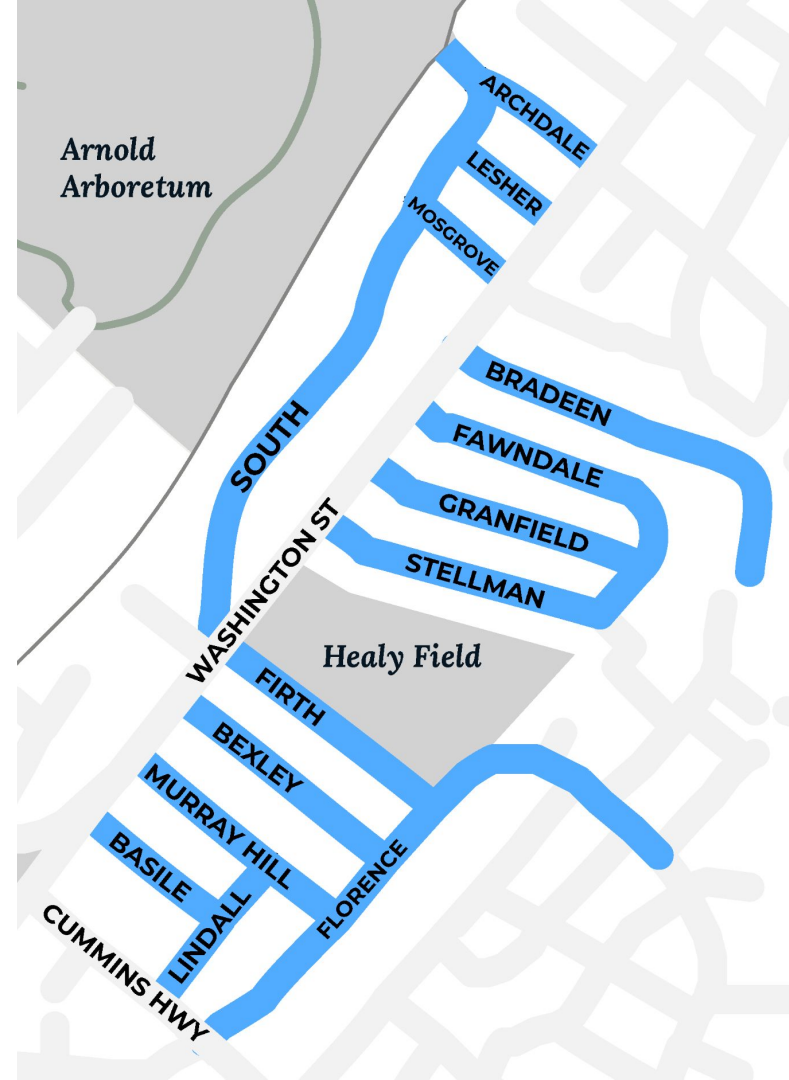 ARCHDALE
Arnold
Arboretum
LESHER
MOSGROVE
BRADEEN
SOUTH
FAWNDALE
GRANFIELD
WASHINGTON ST
STELLMAN
Healy Field
FIRTH
BEXLEY
MURRAY HILL
BASILE
FLORENCE
LINDALL
CUMMINS HWY